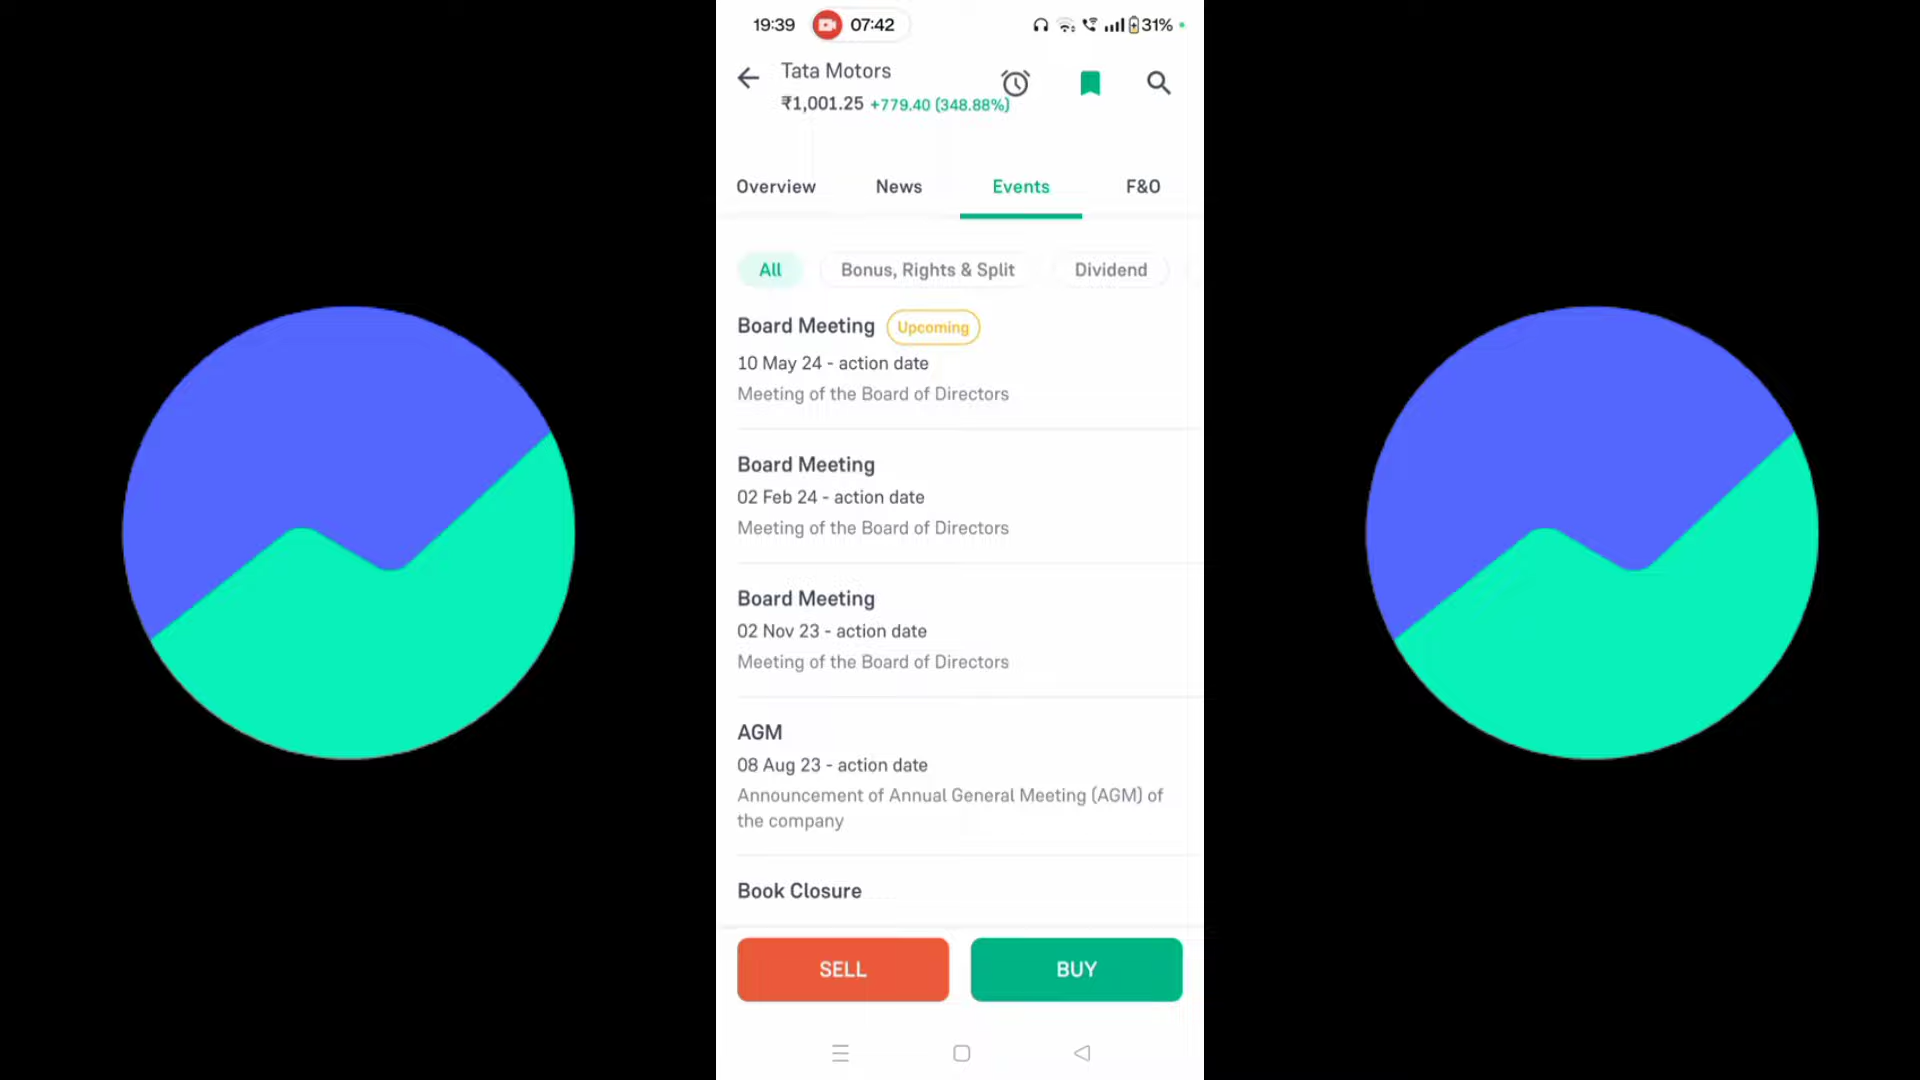 19:39 07:42 31%
Tata Motors
₹1,001.25 +779.40 (348.88%)
Overview News Events F&O
All Bonus, Rights & Split Dividend
Board Meeting Upcoming
10 May 24 - action date
Meeting of the Board of Directors
Board Meeting
02 Feb 24 - action date
Meeting of the Board of Directors
Board Meeting
02 Nov 23 - action date
Meeting of the Board of Directors
AGM
08 Aug 23 - action date
Announcement of Annual General Meeting (AGM) of
the company
Book Closure
SELL BUY